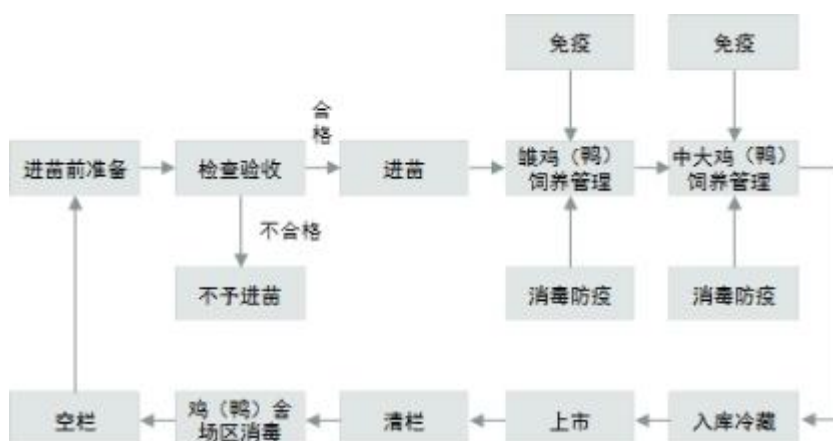 免疫
免疫
合
格
进苗前准备
检查验收
进苗
雏鸡（鸭）
饲养管理
中大鸡（鸭）
饲养管理
不合格
不予进苗
消毒防疫
消毒防疫
空栏
鸡（鸭）舍
场区消毒
清栏
上市
入库冷藏